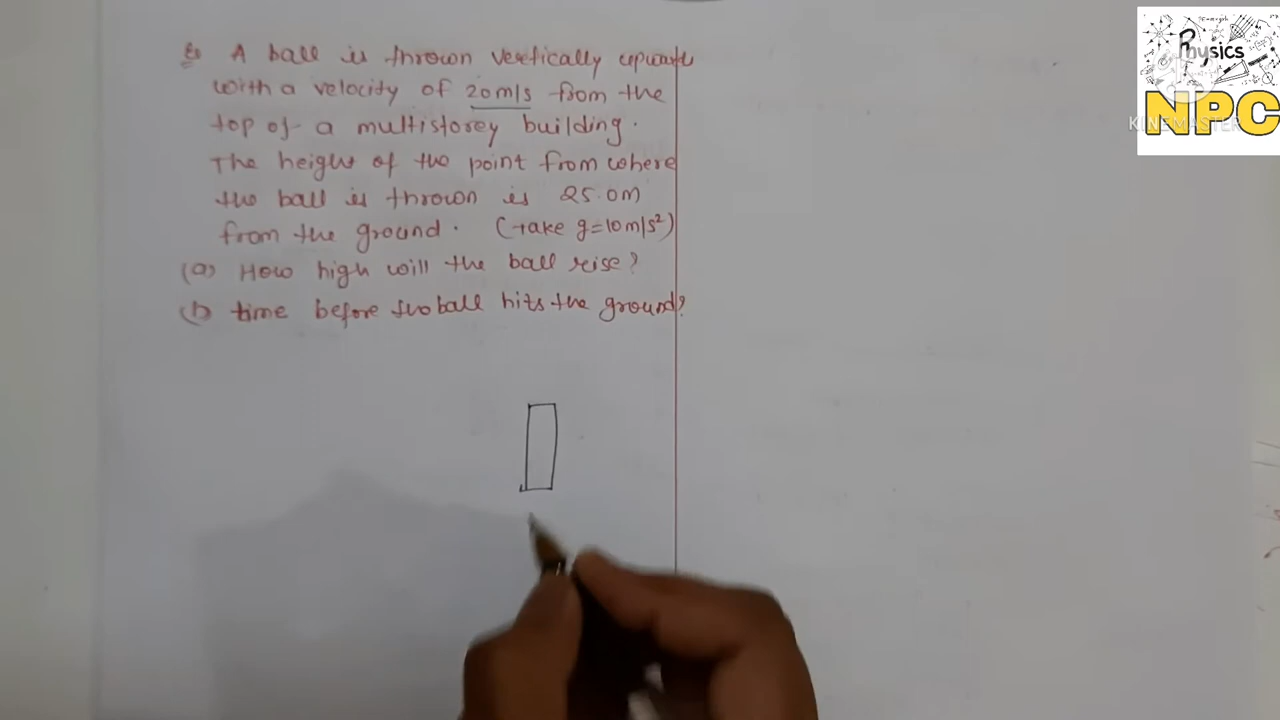 A ball is thrown vertically upward
with a velocity of 20m/s from the
top of a multistorey building.
The height of the point from where
the ball is thrown is 25.0m
from the ground. (Take g=10m/s²)
(a) How high will the ball rise?
(b) time before the ball hits the ground?
Physics
NPC
KINEMASTER